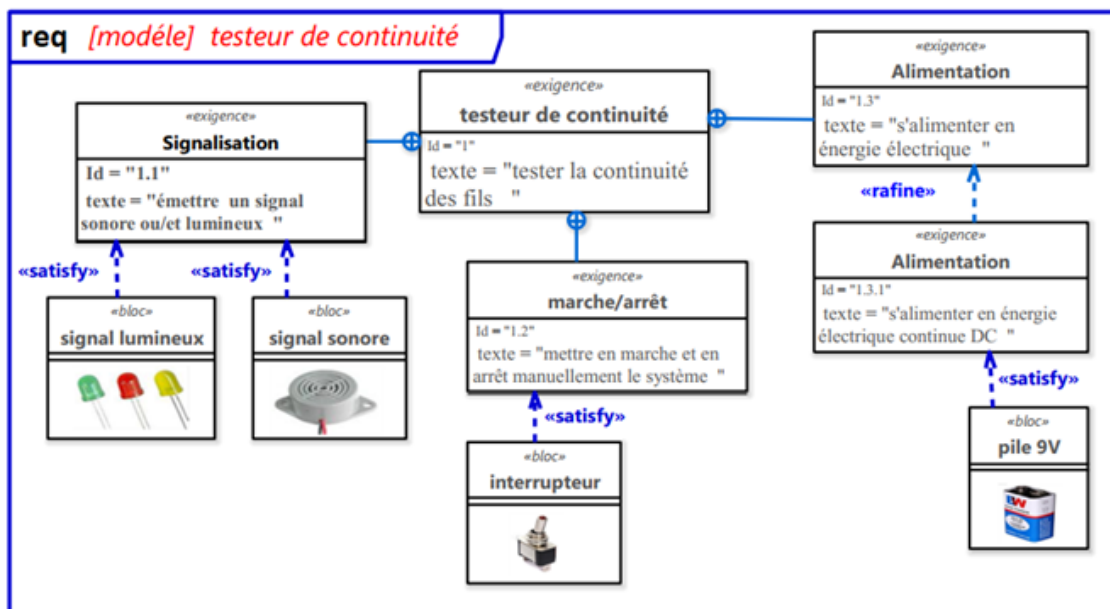 req [modéle] testeur de continuité
«exigence»
Signalisation
Id = "1.1"
texte = "émettre un signal
sonore ou/et lumineux "
«exigence»
testeur de continuité
Id = "1"
texte = "tester la continuité
des fils "
«exigence»
Alimentation
Id = "1.3"
texte = "s'alimenter en
énergie électrique "
«rafine»
«satisfy»
«satisfy»
«exigence»
marche/arrêt
Id = "1.2"
texte = "mettre en marche et en
arrêt manuellement le système "
«exigence»
Alimentation
Id = "1.3.1"
texte = "s'alimenter en énergie
électrique continue DC "
«bloc»
signal lumineux
«bloc»
signal sonore
«satisfy»
«satisfy»
«bloc»
interrupteur
«bloc»
pile 9V
BW